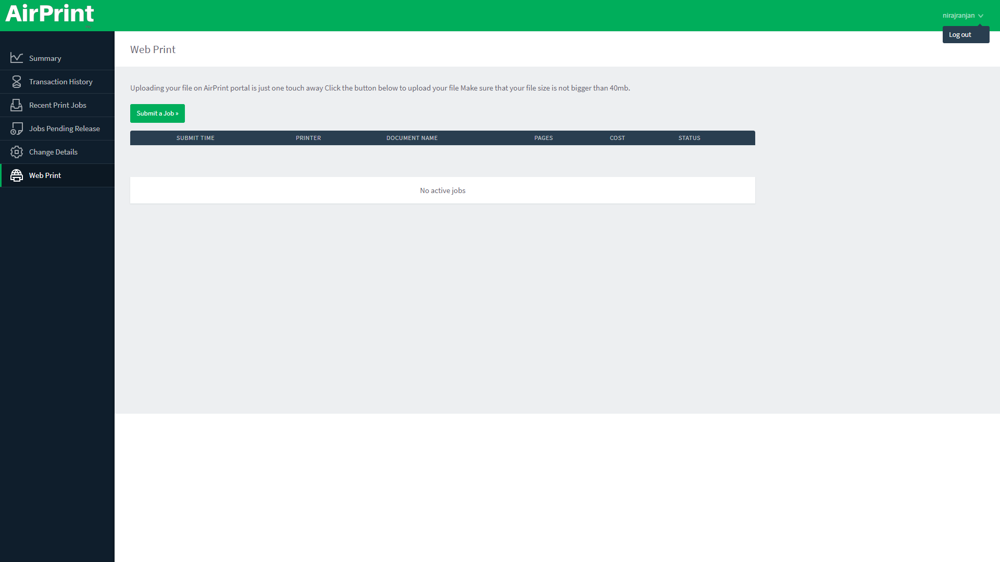 AirPrint
nirajranjan
Log out
Summary
Transaction History
Recent Print Jobs
Jobs Pending Release
Change Details
Web Print
Web Print
Uploading your file on AirPrint portal is just one touch away Click the button below to upload your file Make sure that your file size is not bigger than 40mb.
Submit a Job »
SUBMIT TIME PRINTER DOCUMENT NAME PAGES COST STATUS
No active jobs